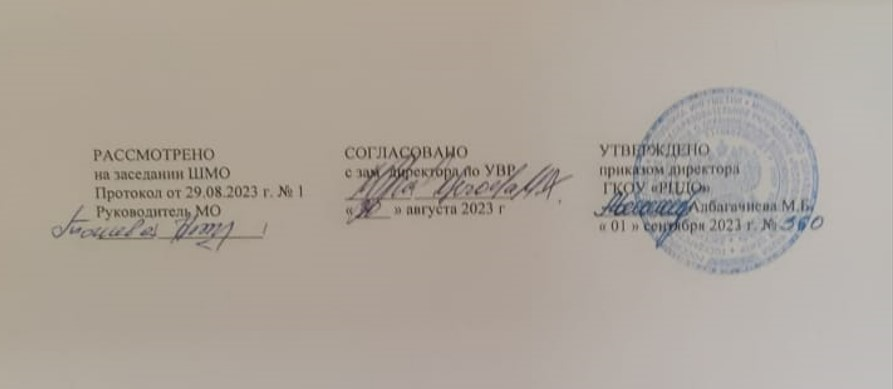 РАССМОТРЕНО
на заседании ШМО
Протокол от 29.08.2023 г. № 1
Руководитель МО
СОГЛАСОВАНО
с зам. директора по УВР
« » августа 2023 г
УТВЕРЖДЕНО
приказом директора
ГКОУ «РЦДО»
Албагачиева М.Б.
« 01 » сентября 2023 г. № 360